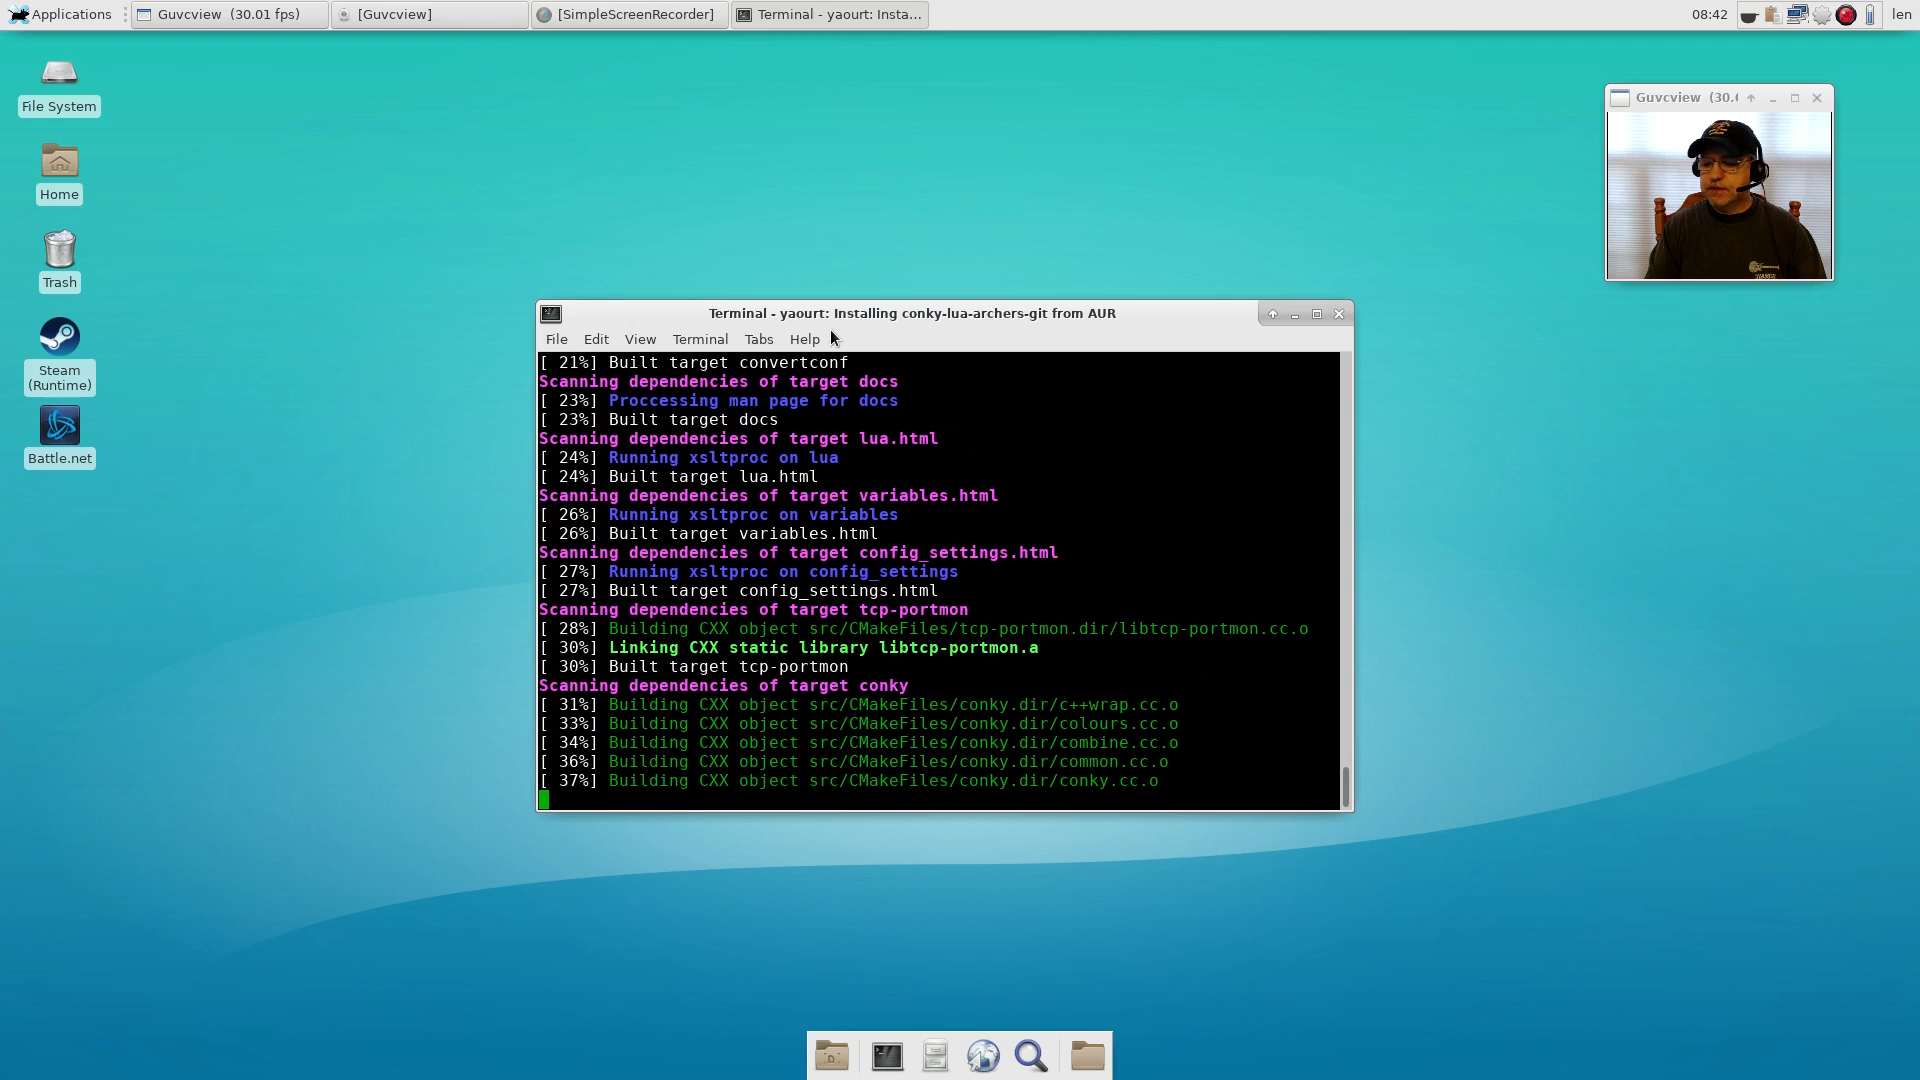 Applications
Guvcview (30.01 fps)
[Guvcview]
[SimpleScreenRecorder]
Terminal - yaourt: Insta...
08:42
len
File System
Home
Trash
Steam
(Runtime)
Battle.net
Guvcview (30.
Terminal - yaourt: Installing conky-lua-archers-git from AUR
File Edit View Terminal Tabs Help
[ 21%] Built target convertconf
Scanning dependencies of target docs
[ 23%] Proccessing man page for docs
[ 23%] Built target docs
Scanning dependencies of target lua.html
[ 24%] Running xsltproc on lua
[ 24%] Built target lua.html
Scanning dependencies of target variables.html
[ 26%] Running xsltproc on variables
[ 26%] Built target variables.html
Scanning dependencies of target config_settings.html
[ 27%] Running xsltproc on config_settings
[ 27%] Built target config_settings.html
Scanning dependencies of target tcp-portmon
[ 28%] Building CXX object src/CMakeFiles/tcp-portmon.dir/libtcp-portmon.cc.o
[ 30%] Linking CXX static library libtcp-portmon.a
[ 30%] Built target tcp-portmon
Scanning dependencies of target conky
[ 31%] Building CXX object src/CMakeFiles/conky.dir/c++wrap.cc.o
[ 33%] Building CXX object src/CMakeFiles/conky.dir/colours.cc.o
[ 34%] Building CXX object src/CMakeFiles/conky.dir/combine.cc.o
[ 36%] Building CXX object src/CMakeFiles/conky.dir/common.cc.o
[ 37%] Building CXX object src/CMakeFiles/conky.dir/conky.cc.o